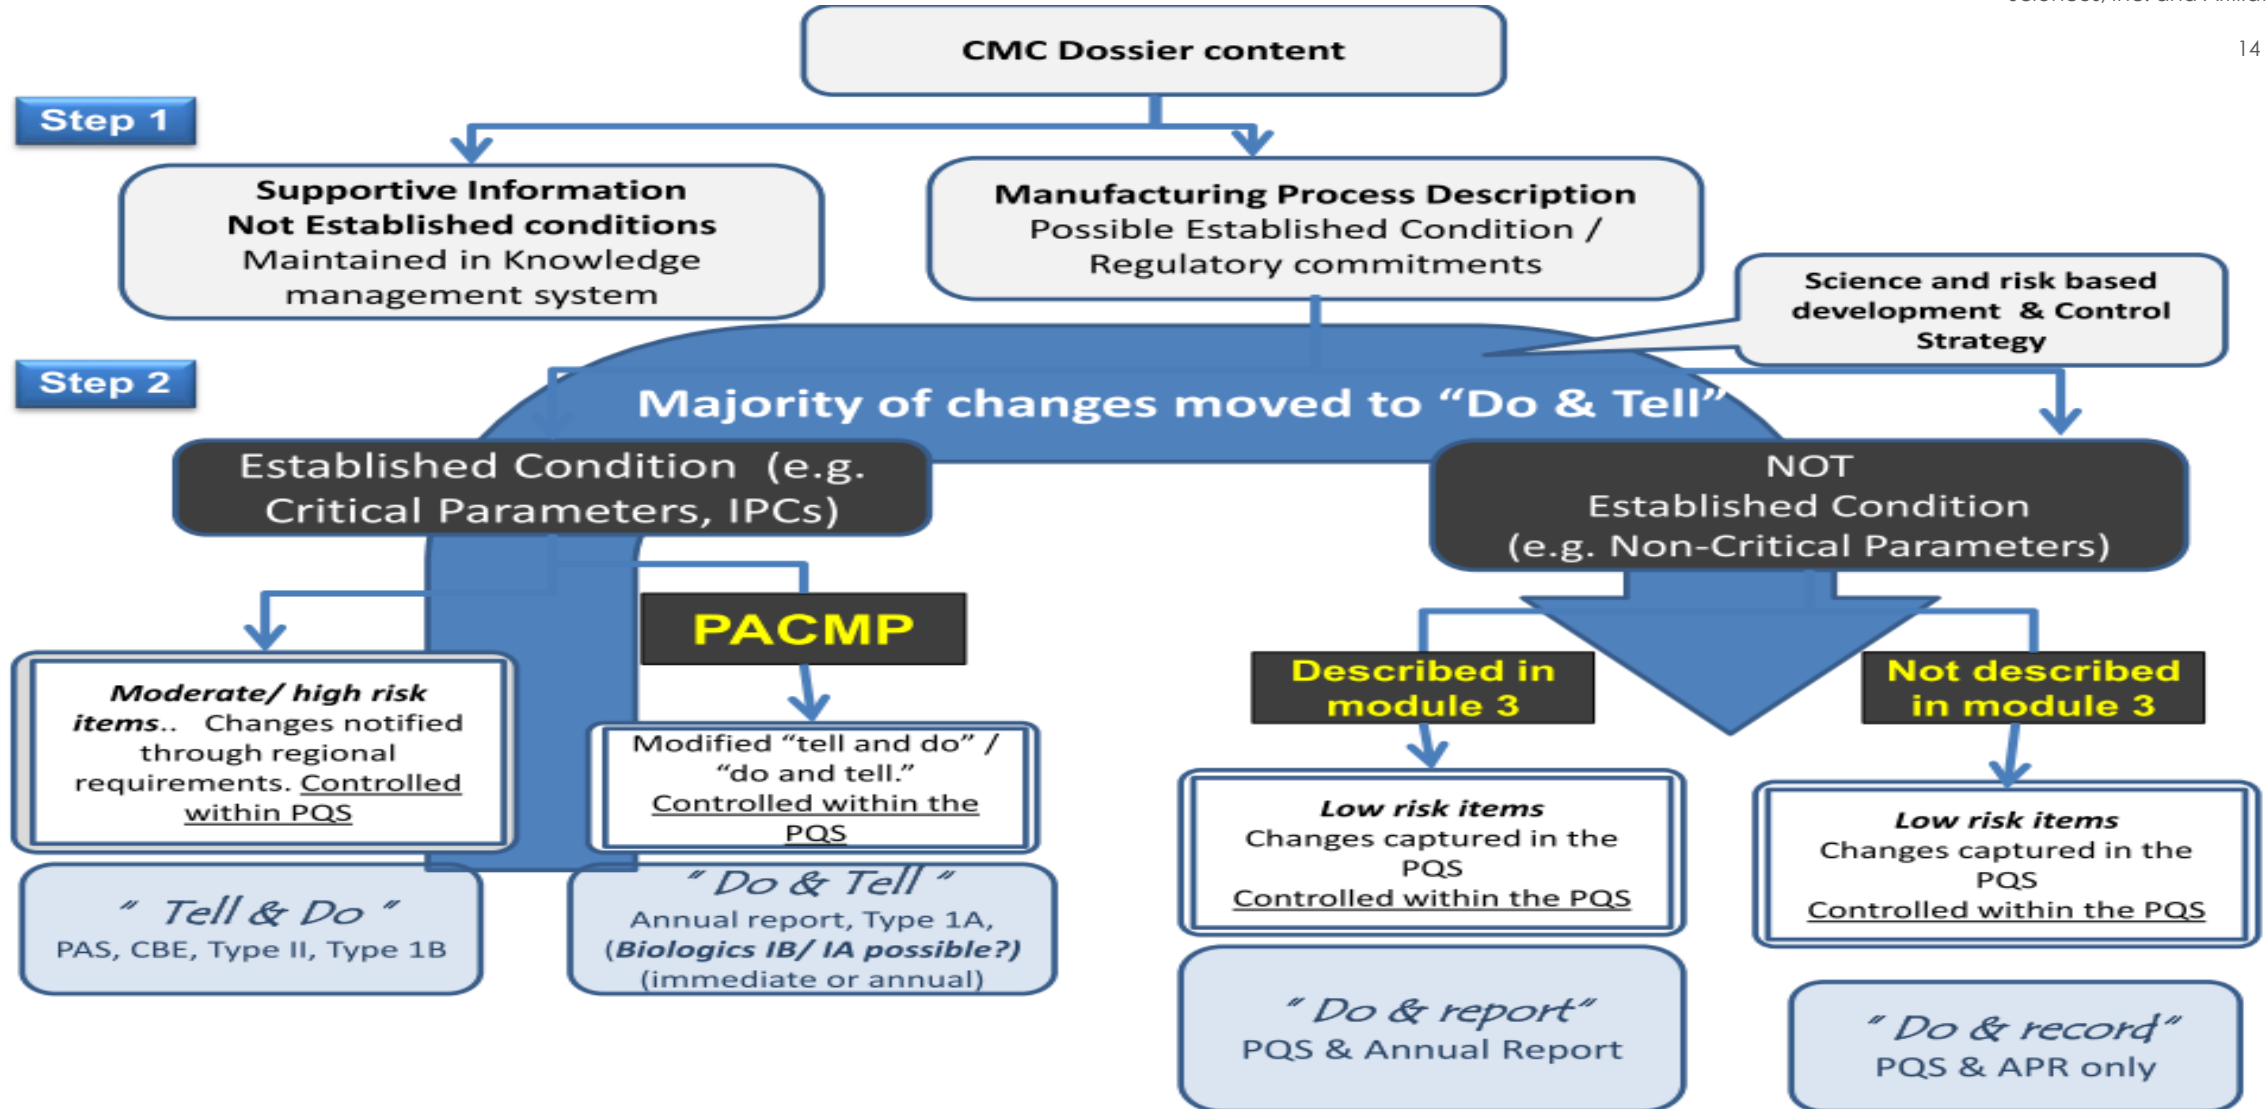 14
CMC Dossier content
Step 1
Supportive Information
Not Established conditions
Maintained in Knowledge
management system
Manufacturing Process Description
Possible Established Condition /
Regulatory commitments
Science and risk based
development & Control
Strategy
Step 2
Majority of changes moved to “Do & Tell”
Established Condition (e.g.
Critical Parameters, IPCs)
NOT
Established Condition
(e.g. Non-Critical Parameters)
PACMP
Described in
module 3
Not described
in module 3
Moderate/ high risk
items.. Changes notified
through regional
requirements. Controlled
within PQS
Modified “tell and do” /
“do and tell.”
Controlled within the
PQS
Low risk items
Changes captured in the
PQS
Controlled within the PQS
Low risk items
Changes captured in the
PQS
Controlled within the PQS
“ Tell & Do “
PAS, CBE, Type II, Type 1B
“ Do & Tell “
Annual report, Type 1A,
(Biologics IB/ IA possible?)
(immediate or annual)
“ Do & report“
PQS & Annual Report
“ Do & record“
PQS & APR only